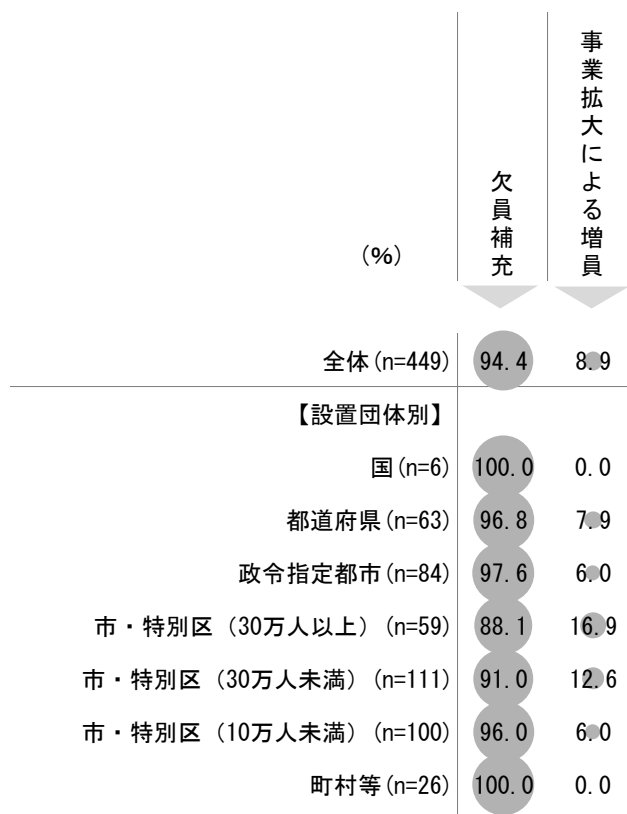 事業拡大による増員
欠員補充
（%）
全体(n=449) 94.4 8.9
【設置団体別】
国(n=6) 100.0 0.0
都道府県(n=63) 96.8 7.9
政令指定都市(n=84) 97.6 6.0
市・特別区（30万人以上）(n=59) 88.1 16.9
市・特別区（30万人未満）(n=111) 91.0 12.6
市・特別区（10万人未満）(n=100) 96.0 6.0
町村等(n=26) 100.0 0.0